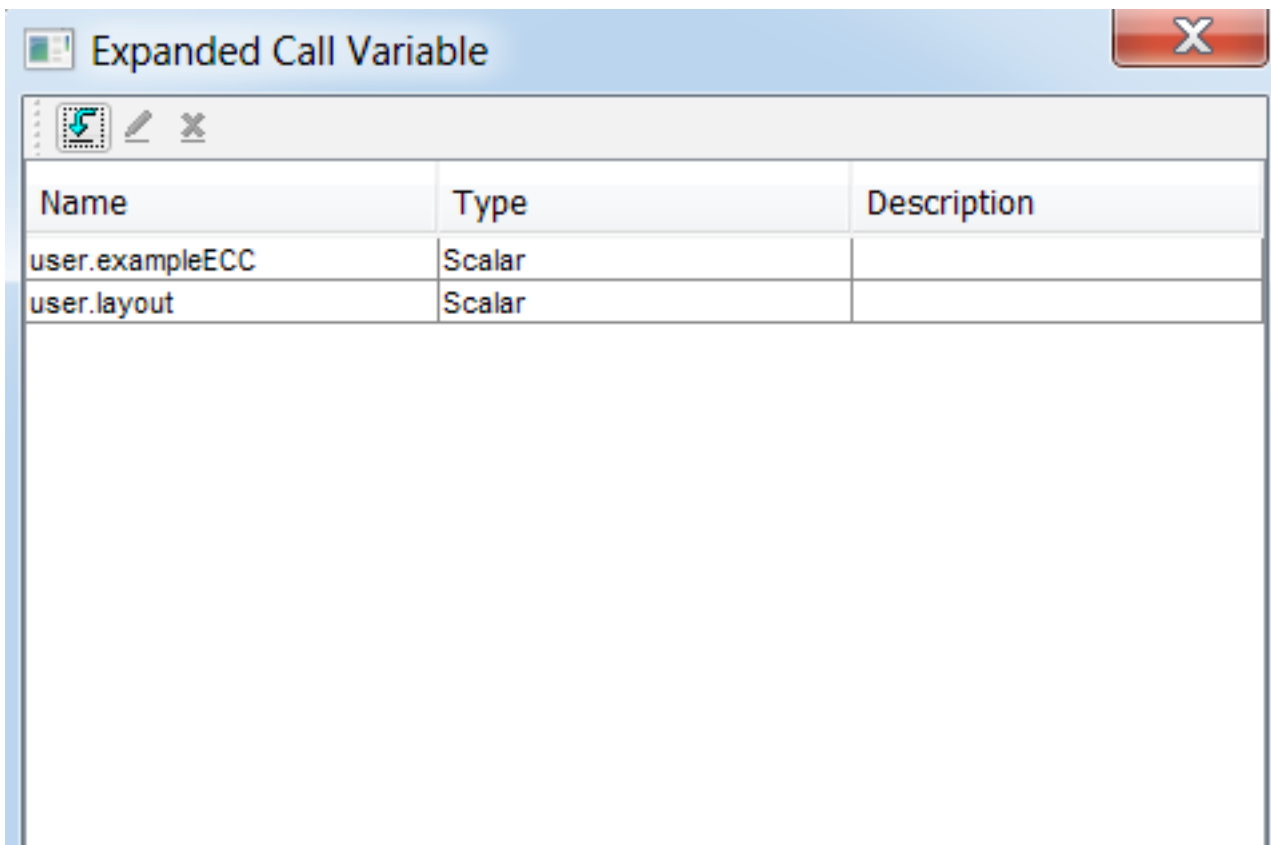 Expanded Call Variable
Name Type Description
user.exampleECC Scalar
user.layout Scalar